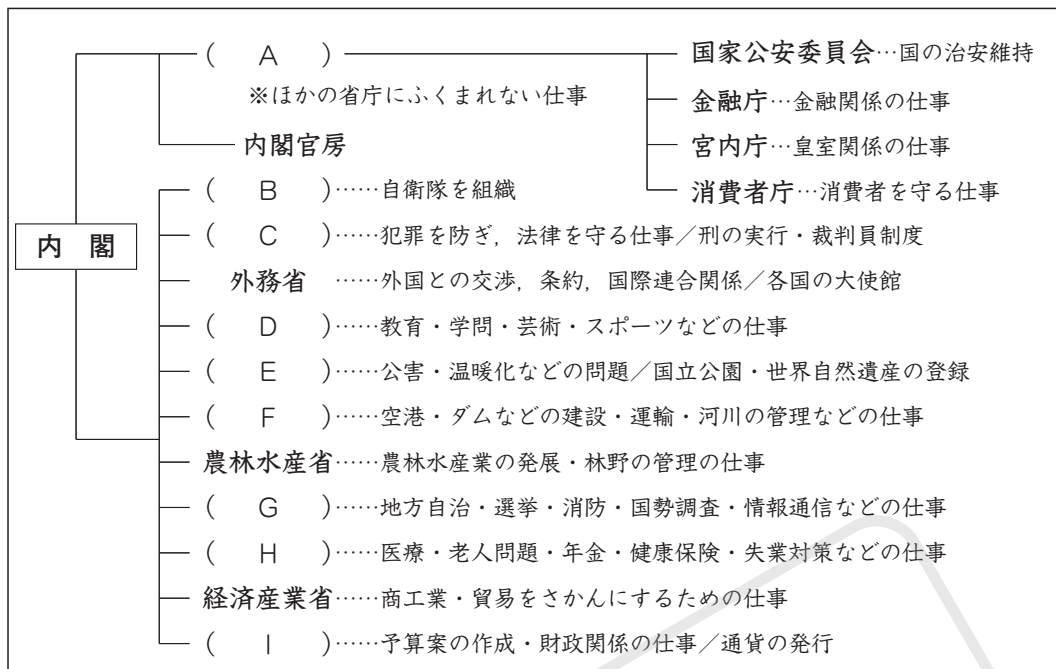 ( A ) 国家公安委員会…国の治安維持
※ほかの省庁にふくまれない仕事 金融庁…金融関係の仕事
内閣官房 宮内庁…皇室関係の仕事
( B )……自衛隊を組織 消費者庁…消費者を守る仕事
内 閣
( C )……犯罪を防ぎ，法律を守る仕事／刑の実行・裁判員制度
外務省 ……外国との交渉，条約，国際連合関係／各国の大使館
( D )……教育・学問・芸術・スポーツなどの仕事
( E )……公害・温暖化などの問題／国立公園・世界自然遺産の登録
( F )……空港・ダムなどの建設・運輸・河川の管理などの仕事
農林水産省……農林水産業の発展・林野の管理の仕事
( G )……地方自治・選挙・消防・国勢調査・情報通信などの仕事
( H )……医療・老人問題・年金・健康保険・失業対策などの仕事
経済産業省……商工業・貿易をさかんにするための仕事
( I )……予算案の作成・財政関係の仕事／通貨の発行